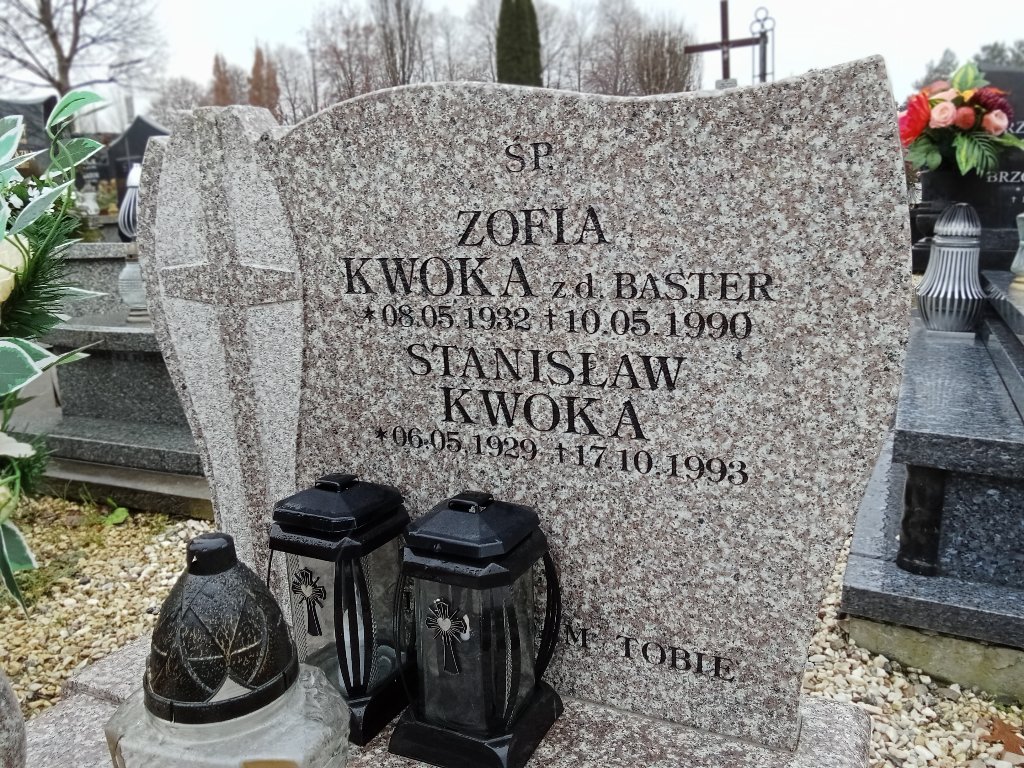 ŚP.
ZOFIA
KWOKA z.d. BASTER
*08.05.1932 †10.05.1990
STANISŁAW
KWOKA
*06.05.1929 †17.10.1993
M TOBIE